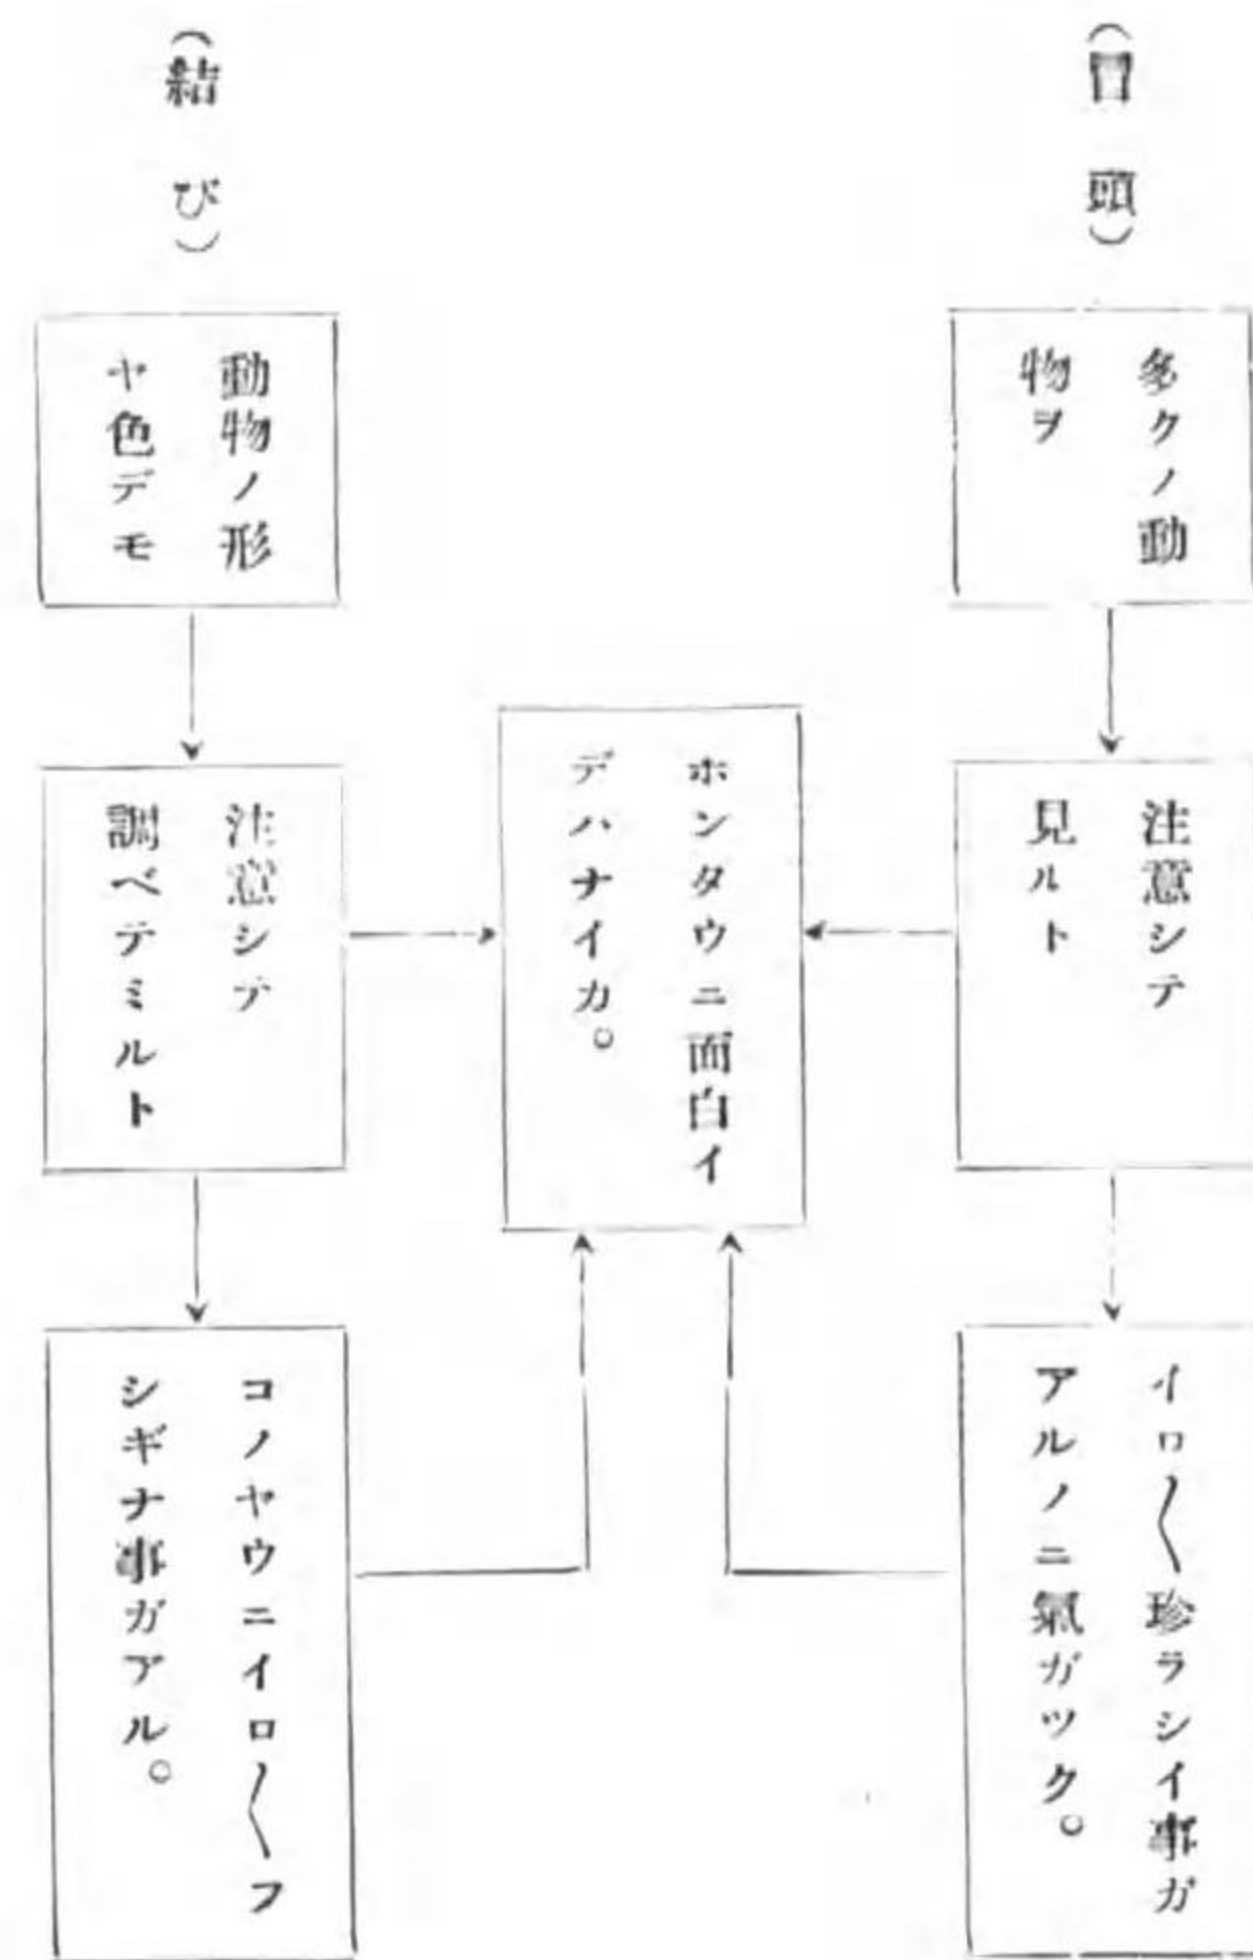 （冒頭）
多クノ動
物ヲ
注意シテ
見ルト
イロ〱珍ラシイ事ガ
アルノニ氣ガツク。
ホンタウニ面白イ
デハナイカ。
（結び）
動物ノ形
ヤ色デモ
注意シテ
調ベテミルト
コノヤウニイロ〱フ
シギナ事ガアル。